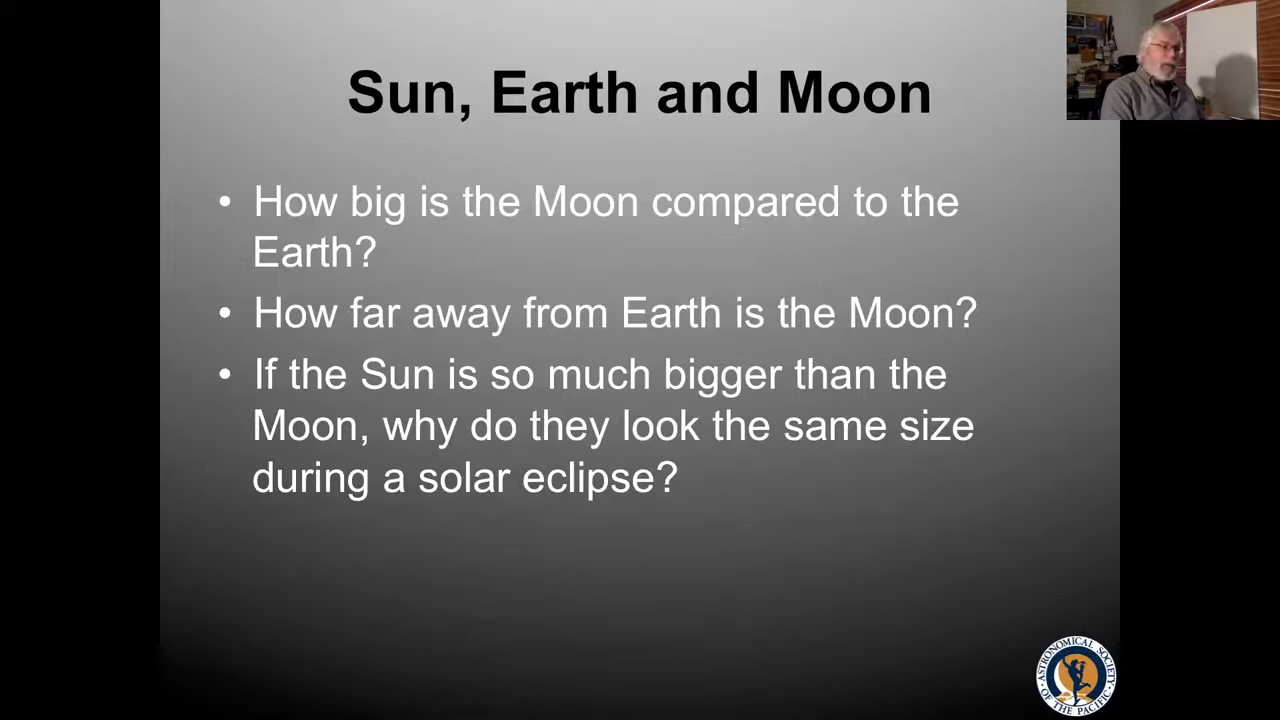 Sun, Earth and Moon
• How big is the Moon compared to the
Earth?
• How far away from Earth is the Moon?
• If the Sun is so much bigger than the
Moon, why do they look the same size
during a solar eclipse?
ASTRONOMICAL SOCIETY
OF THE PACIFIC